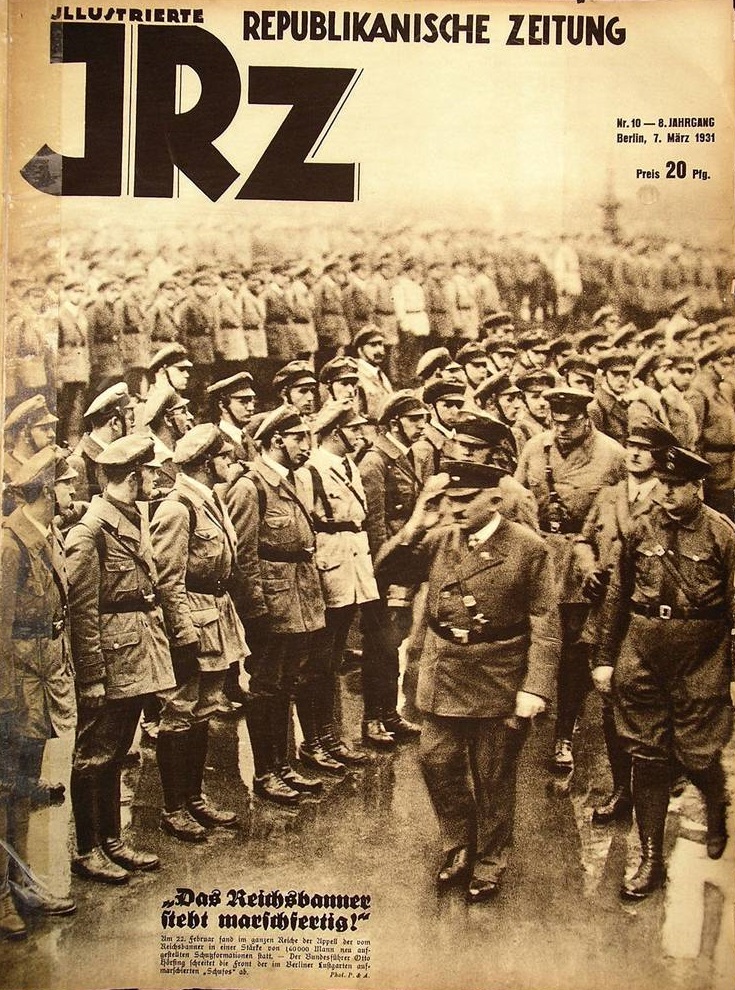 JLLUSTRIERTE
REPUBLIKANISCHE ZEITUNG
JRZ
Nr. 10 — 8. JAHRGANG
Berlin, 7. März 1931
Preis 20 Pfg.
„Das Reichsbanner
steht marschfertig!“
Am 22. Februar fand im ganzen Reiche der Appell der vom
Reichsbanner in einer Stärke von 160000 Mann neu auf-
gestellten Schutzformationen statt. — Der Bundesführer Otto
Hörsing schreitet die Front der im Berliner Lustgarten auf-
marschierten „Schufos“ ab.
Phot. P. & A.